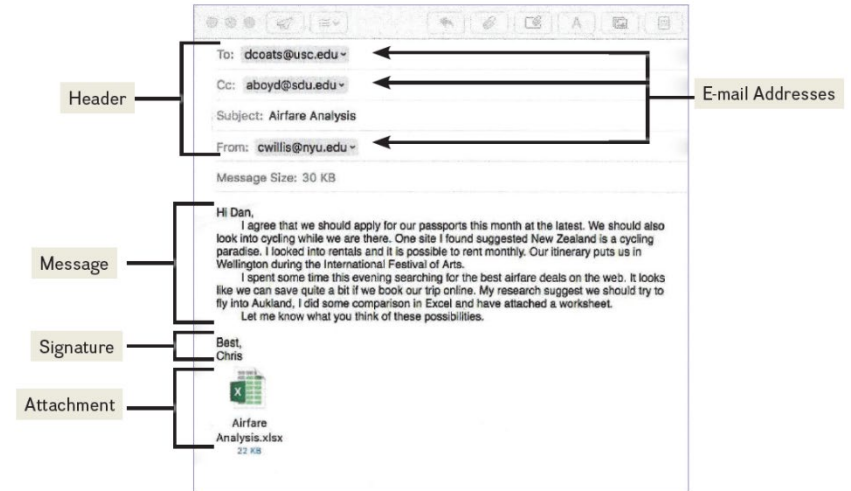 To: dcoats@usc.edu
Cc: aboyd@sdu.edu
Header
E-mail Addresses
Subject: Airfare Analysis
From: cwillis@nyu.edu
Message Size: 30 KB
Hi Dan,
I agree that we should apply for our passports this month at the latest. We should also
look into cycling while we are there. One site I found suggested New Zealand is a cycling
paradise. I looked into rentals and it is possible to rent monthly. Our itinerary puts us in
Message
Wellington during the International Festival of Arts.
I spent some time this evening searching for the best airfare deals on the web. It looks
like we can save quite a bit if we book our trip online. My research suggest we should try to
fly into Aukland, I did some comparison in Excel and have attached a worksheet.
Let me know what you think of these possibilities.
Signature
Best,
Chris
Attachment
X
Airfare
Analysis.xlsx
22 KB